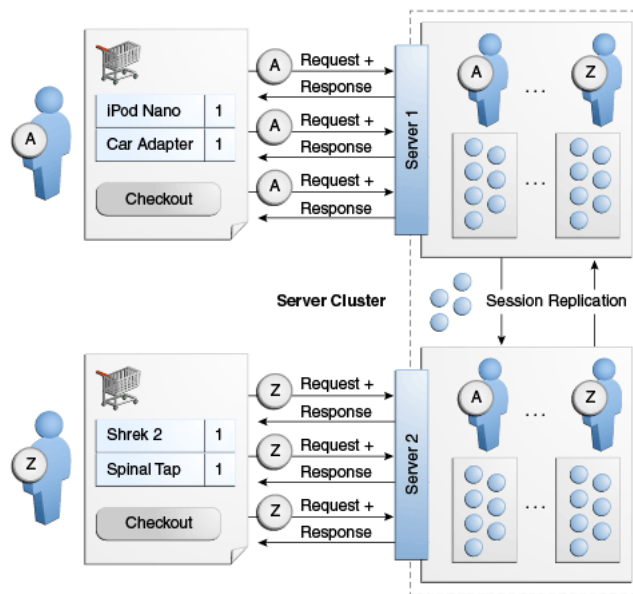 A
iPod Nano 1
Car Adapter 1
Checkout
A Request +
Response
A Request +
Response
A Request +
Response
Server 1
A ... Z
...
Server Cluster
Session Replication
Z
Shrek 2 1
Spinal Tap 1
Checkout
Z Request +
Response
Z Request +
Response
Z Request +
Response
Server 2
A ... Z
...